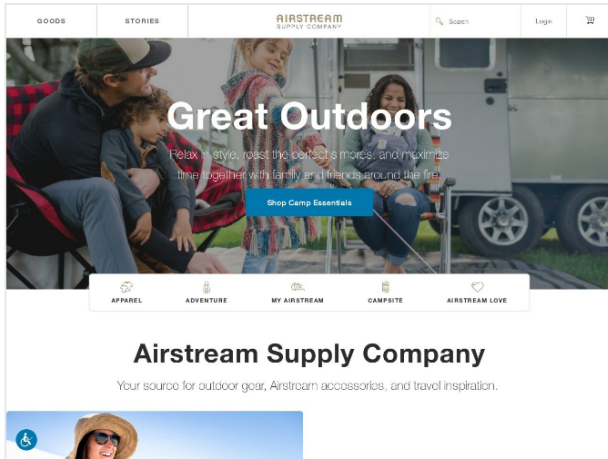 GOODS
STORIES
AIRSTREAM
SUPPLY COMPANY
Search
Login
Great Outdoors
Relax in style, roast the perfect s'mores, and maximize
time together with family and friends around the fire.
Shop Camp Essentials
APPAREL
ADVENTURE
MY AIRSTREAM
CAMPSITE
AIRSTREAM LOVE
Airstream Supply Company
Your source for outdoor gear, Airstream accessories, and travel inspiration.